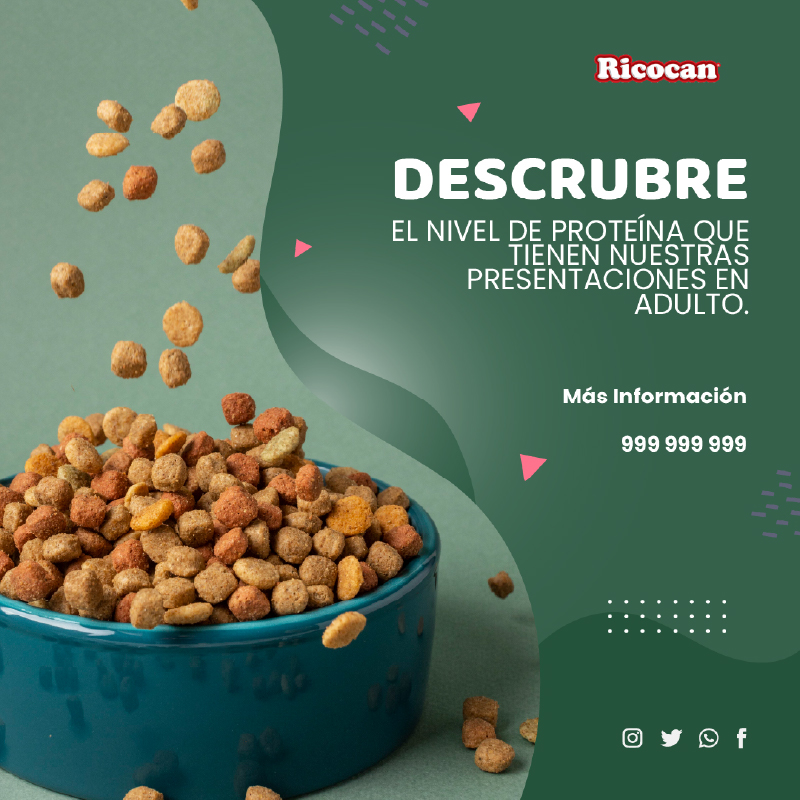 Ricocan
DESCRUBRE
EL NIVEL DE PROTEÍNA QUE
TIENEN NUESTRAS
PRESENTACIONES EN
ADULTO.
Más Información
999 999 999